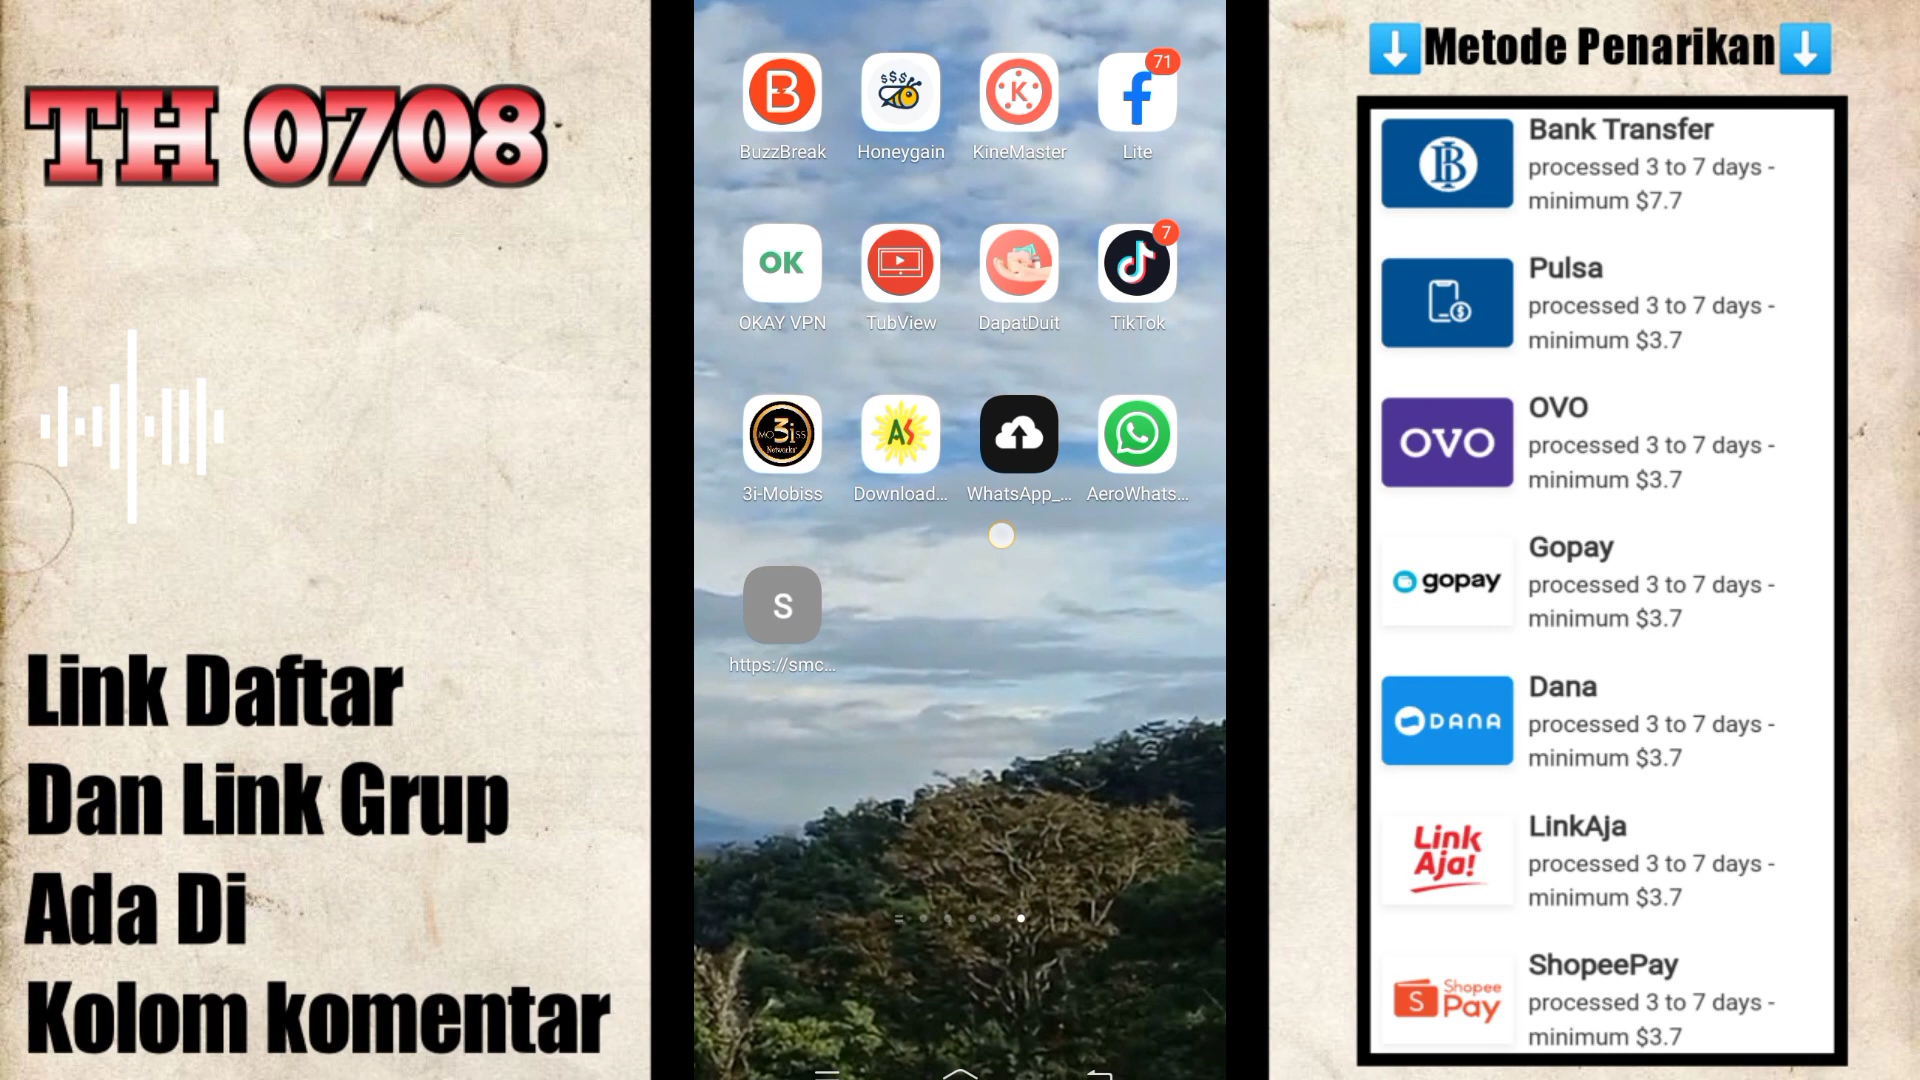 TH 0708
Link Daftar
Dan Link Grup
Ada Di
Kolom komentar
71
B
$$$
K
BuzzBreak
Honeygain
KineMaster
Lite
7
OK
OKAY VPN
TubView
DapatDuit
TikTok
MO3iSS
Networks
AS
3i-Mobiss
Download...
WhatsApp_...
AeroWhats...
S
https://smc...
⬇Metode Penarikan⬇
Bank Transfer
processed 3 to 7 days -
minimum $7.7
Pulsa
processed 3 to 7 days -
minimum $3.7
OVO
OVO
processed 3 to 7 days -
minimum $3.7
gopay
Gopay
processed 3 to 7 days -
minimum $3.7
DANA
Dana
processed 3 to 7 days -
minimum $3.7
Link
Aja!
LinkAja
processed 3 to 7 days -
minimum $3.7
S Shopee
Pay
ShopeePay
processed 3 to 7 days -
minimum $3.7